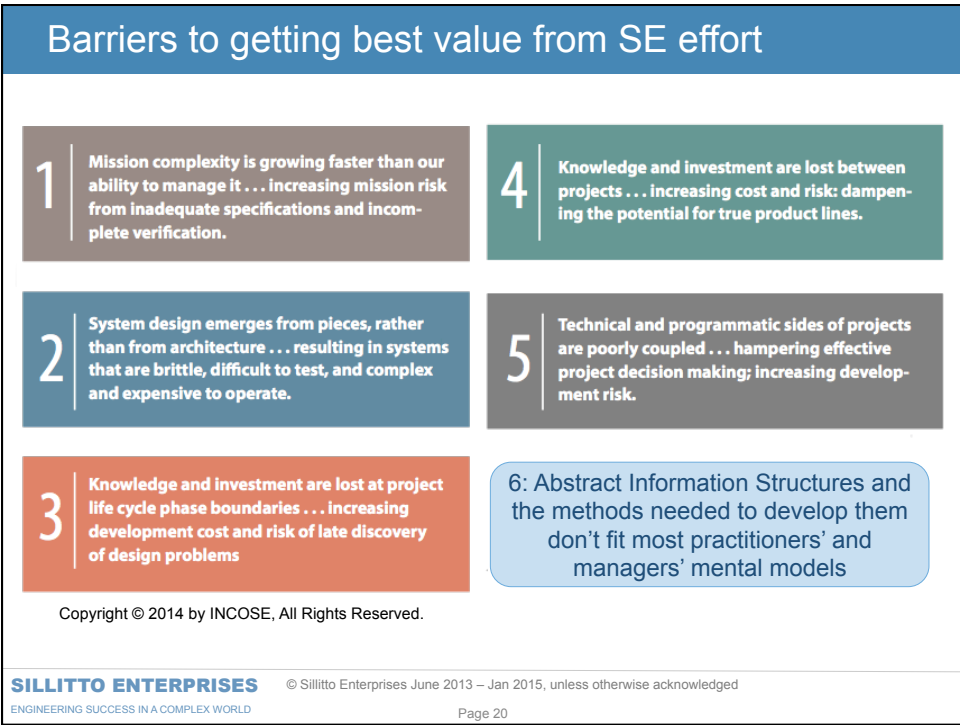 Barriers to getting best value from SE effort
1
Mission complexity is growing faster than our
ability to manage it . . . increasing mission risk
from inadequate specifications and incom-
plete verification.
2
System design emerges from pieces, rather
than from architecture . . . resulting in systems
that are brittle, difficult to test, and complex
and expensive to operate.
3
Knowledge and investment are lost at project
life cycle phase boundaries . . . increasing
development cost and risk of late discovery
of design problems
4
Knowledge and investment are lost between
projects . . . increasing cost and risk: dampen-
ing the potential for true product lines.
5
Technical and programmatic sides of projects
are poorly coupled . . . hampering effective
project decision making; increasing develop-
ment risk.
6: Abstract Information Structures and
the methods needed to develop them
don’t fit most practitioners’ and
managers’ mental models
Copyright © 2014 by INCOSE, All Rights Reserved.
SILLITTO ENTERPRISES
ENGINEERING SUCCESS IN A COMPLEX WORLD
© Sillitto Enterprises June 2013 – Jan 2015, unless otherwise acknowledged
Page 20